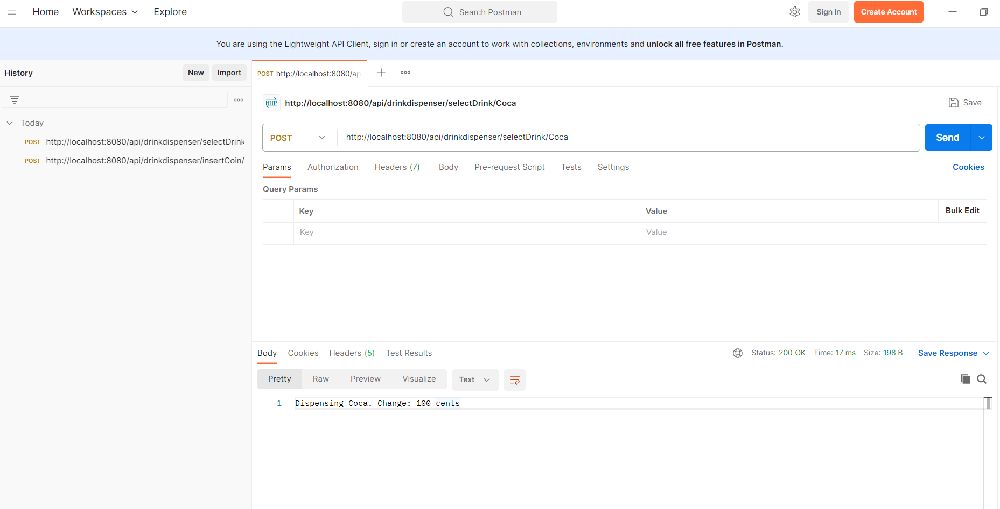 Home Workspaces Explore Search Postman Sign In Create Account
You are using the Lightweight API Client, sign in or create an account to work with collections, environments and unlock all free features in Postman.
History New Import
Today
POST http://localhost:8080/api/drinkdispenser/selectDrink
POST http://localhost:8080/api/drinkdispenser/insertCoin/
POST http://localhost:8080/ap
HTTP http://localhost:8080/api/drinkdispenser/selectDrink/Coca Save
POST http://localhost:8080/api/drinkdispenser/selectDrink/Coca Send
Params Authorization Headers (7) Body Pre-request Script Tests Settings Cookies
Query Params
Key Value Bulk Edit
Key Value
Body Cookies Headers (5) Test Results Status: 200 OK Time: 17 ms Size: 198 B Save Response
Pretty Raw Preview Visualize Text
1 Dispensing Coca. Change: 100 cents